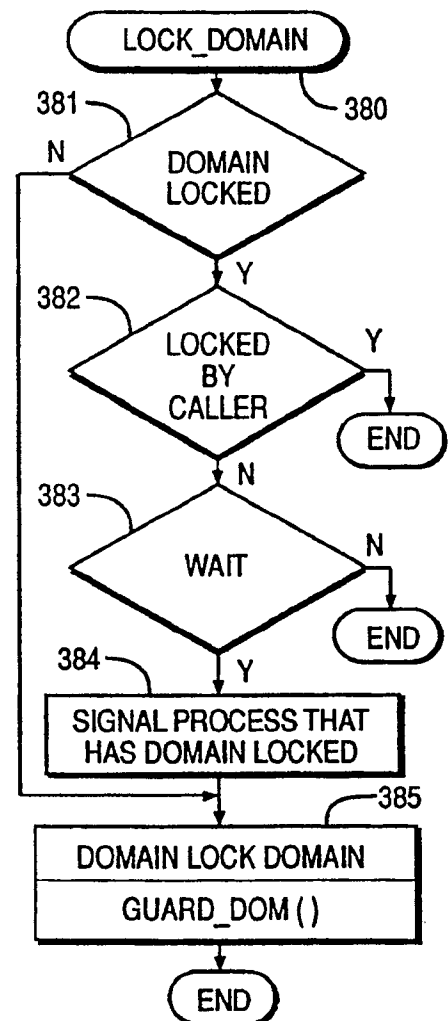 LOCK_DOMAIN
380
381
N
DOMAIN
LOCKED
Y
382
LOCKED
BY
CALLER
Y
END
N
383
WAIT
N
END
Y
384
SIGNAL PROCESS THAT
HAS DOMAIN LOCKED
385
DOMAIN LOCK DOMAIN
GUARD_DOM ( )
END